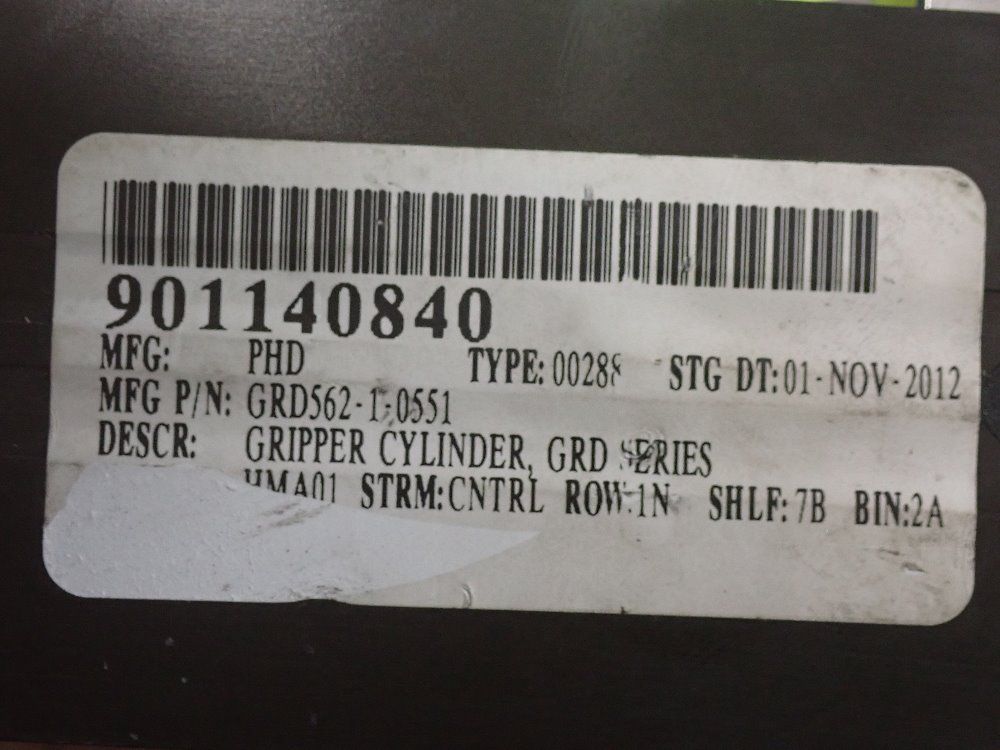 901140840
MFG: PHD TYPE: 00288 STG DT: 01-NOV-2012
MFG P/N: GRD562-1-0551
DESCR: GRIPPER CYLINDER, GRD SERIES
HMA01 STRM: CNTRL ROW: 1N SHLF: 7B BIN: 2A